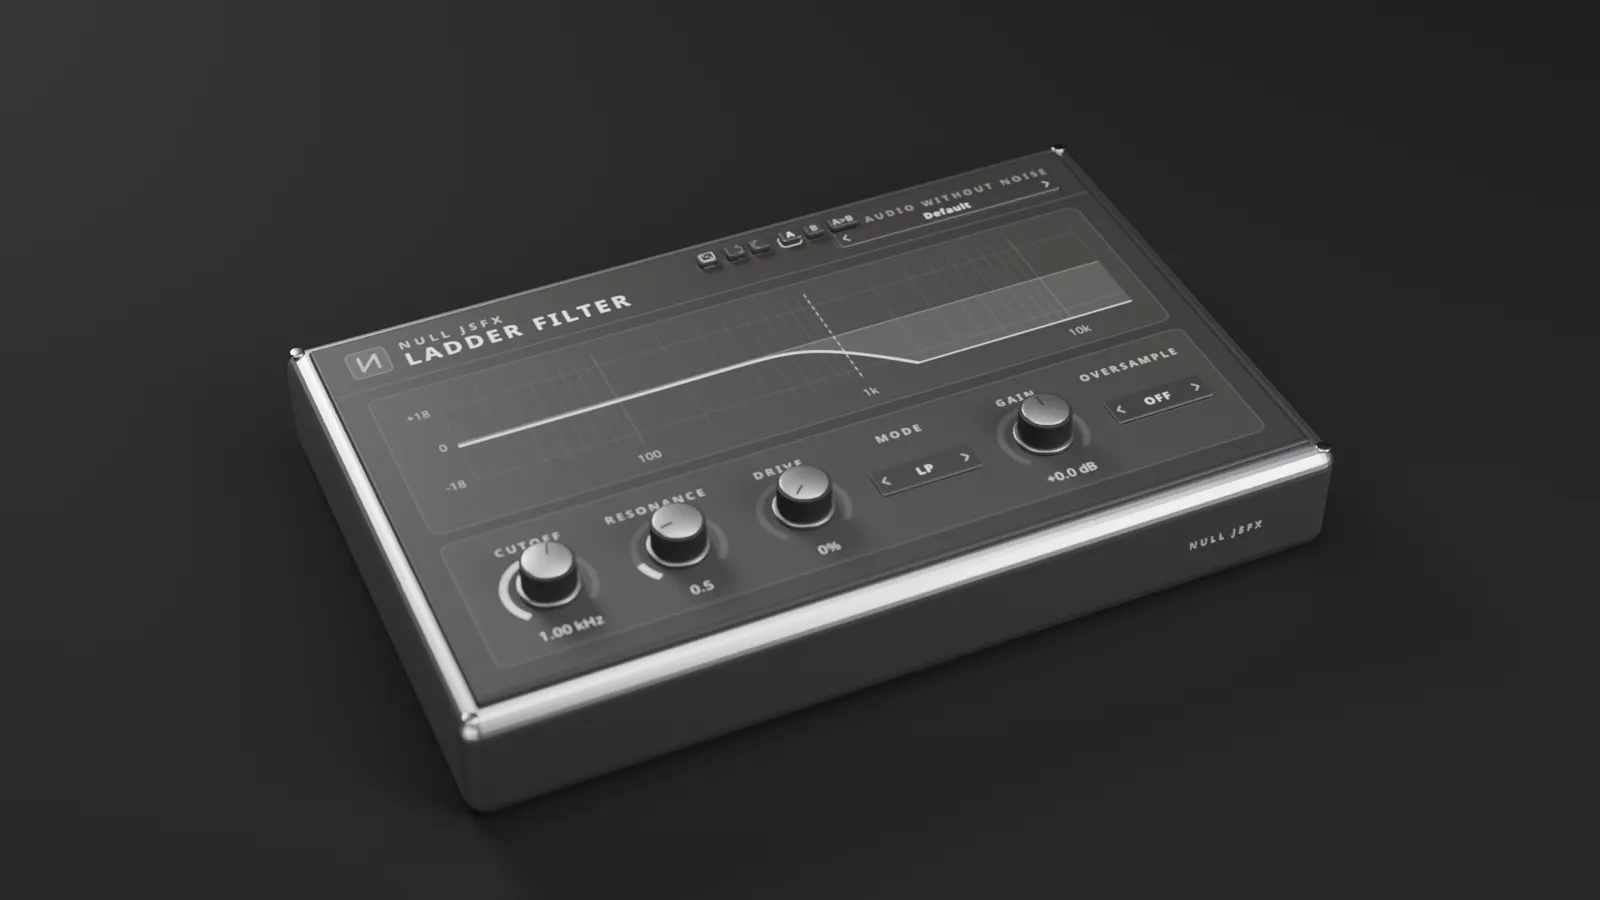 NULL JSFX
LADDER FILTER
A
B
A>B
AUDIO WITHOUT NOISE
< Default >
+18
0
-18
100
1k
10k
CUTOFF
1.00 kHz
RESONANCE
0.5
DRIVE
0%
MODE
< LP >
GAIN
+0.0 dB
OVERSAMPLE
< OFF >
NULL JSFX